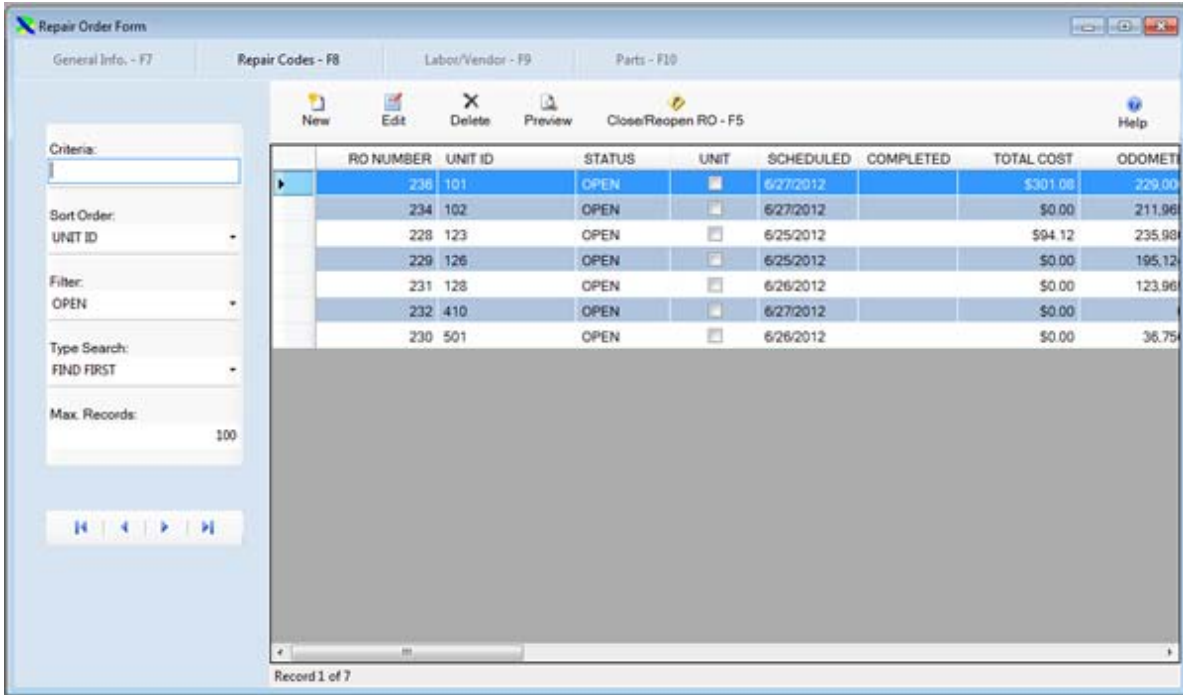 Repair Order Form
General Info. - F7 Repair Codes - F8 Labor/Vendor - F9 Parts - F10
New Edit Delete Preview Close/Reopen RO - F5 Help
Criteria:
Sort Order:
UNIT ID
Filter:
OPEN
Type Search:
FIND FIRST
Max. Records:
100
RO NUMBER UNIT ID STATUS UNIT SCHEDULED COMPLETED TOTAL COST ODOMET
236 101 OPEN 6/27/2012 $301.08 229,00
234 102 OPEN 6/27/2012 $0.00 211,96
228 123 OPEN 6/25/2012 $94.12 235,98
229 126 OPEN 6/25/2012 $0.00 195,12
231 128 OPEN 6/26/2012 $0.00 123,96
232 410 OPEN 6/27/2012 $0.00
230 501 OPEN 6/26/2012 $0.00 36,75
Record 1 of 7